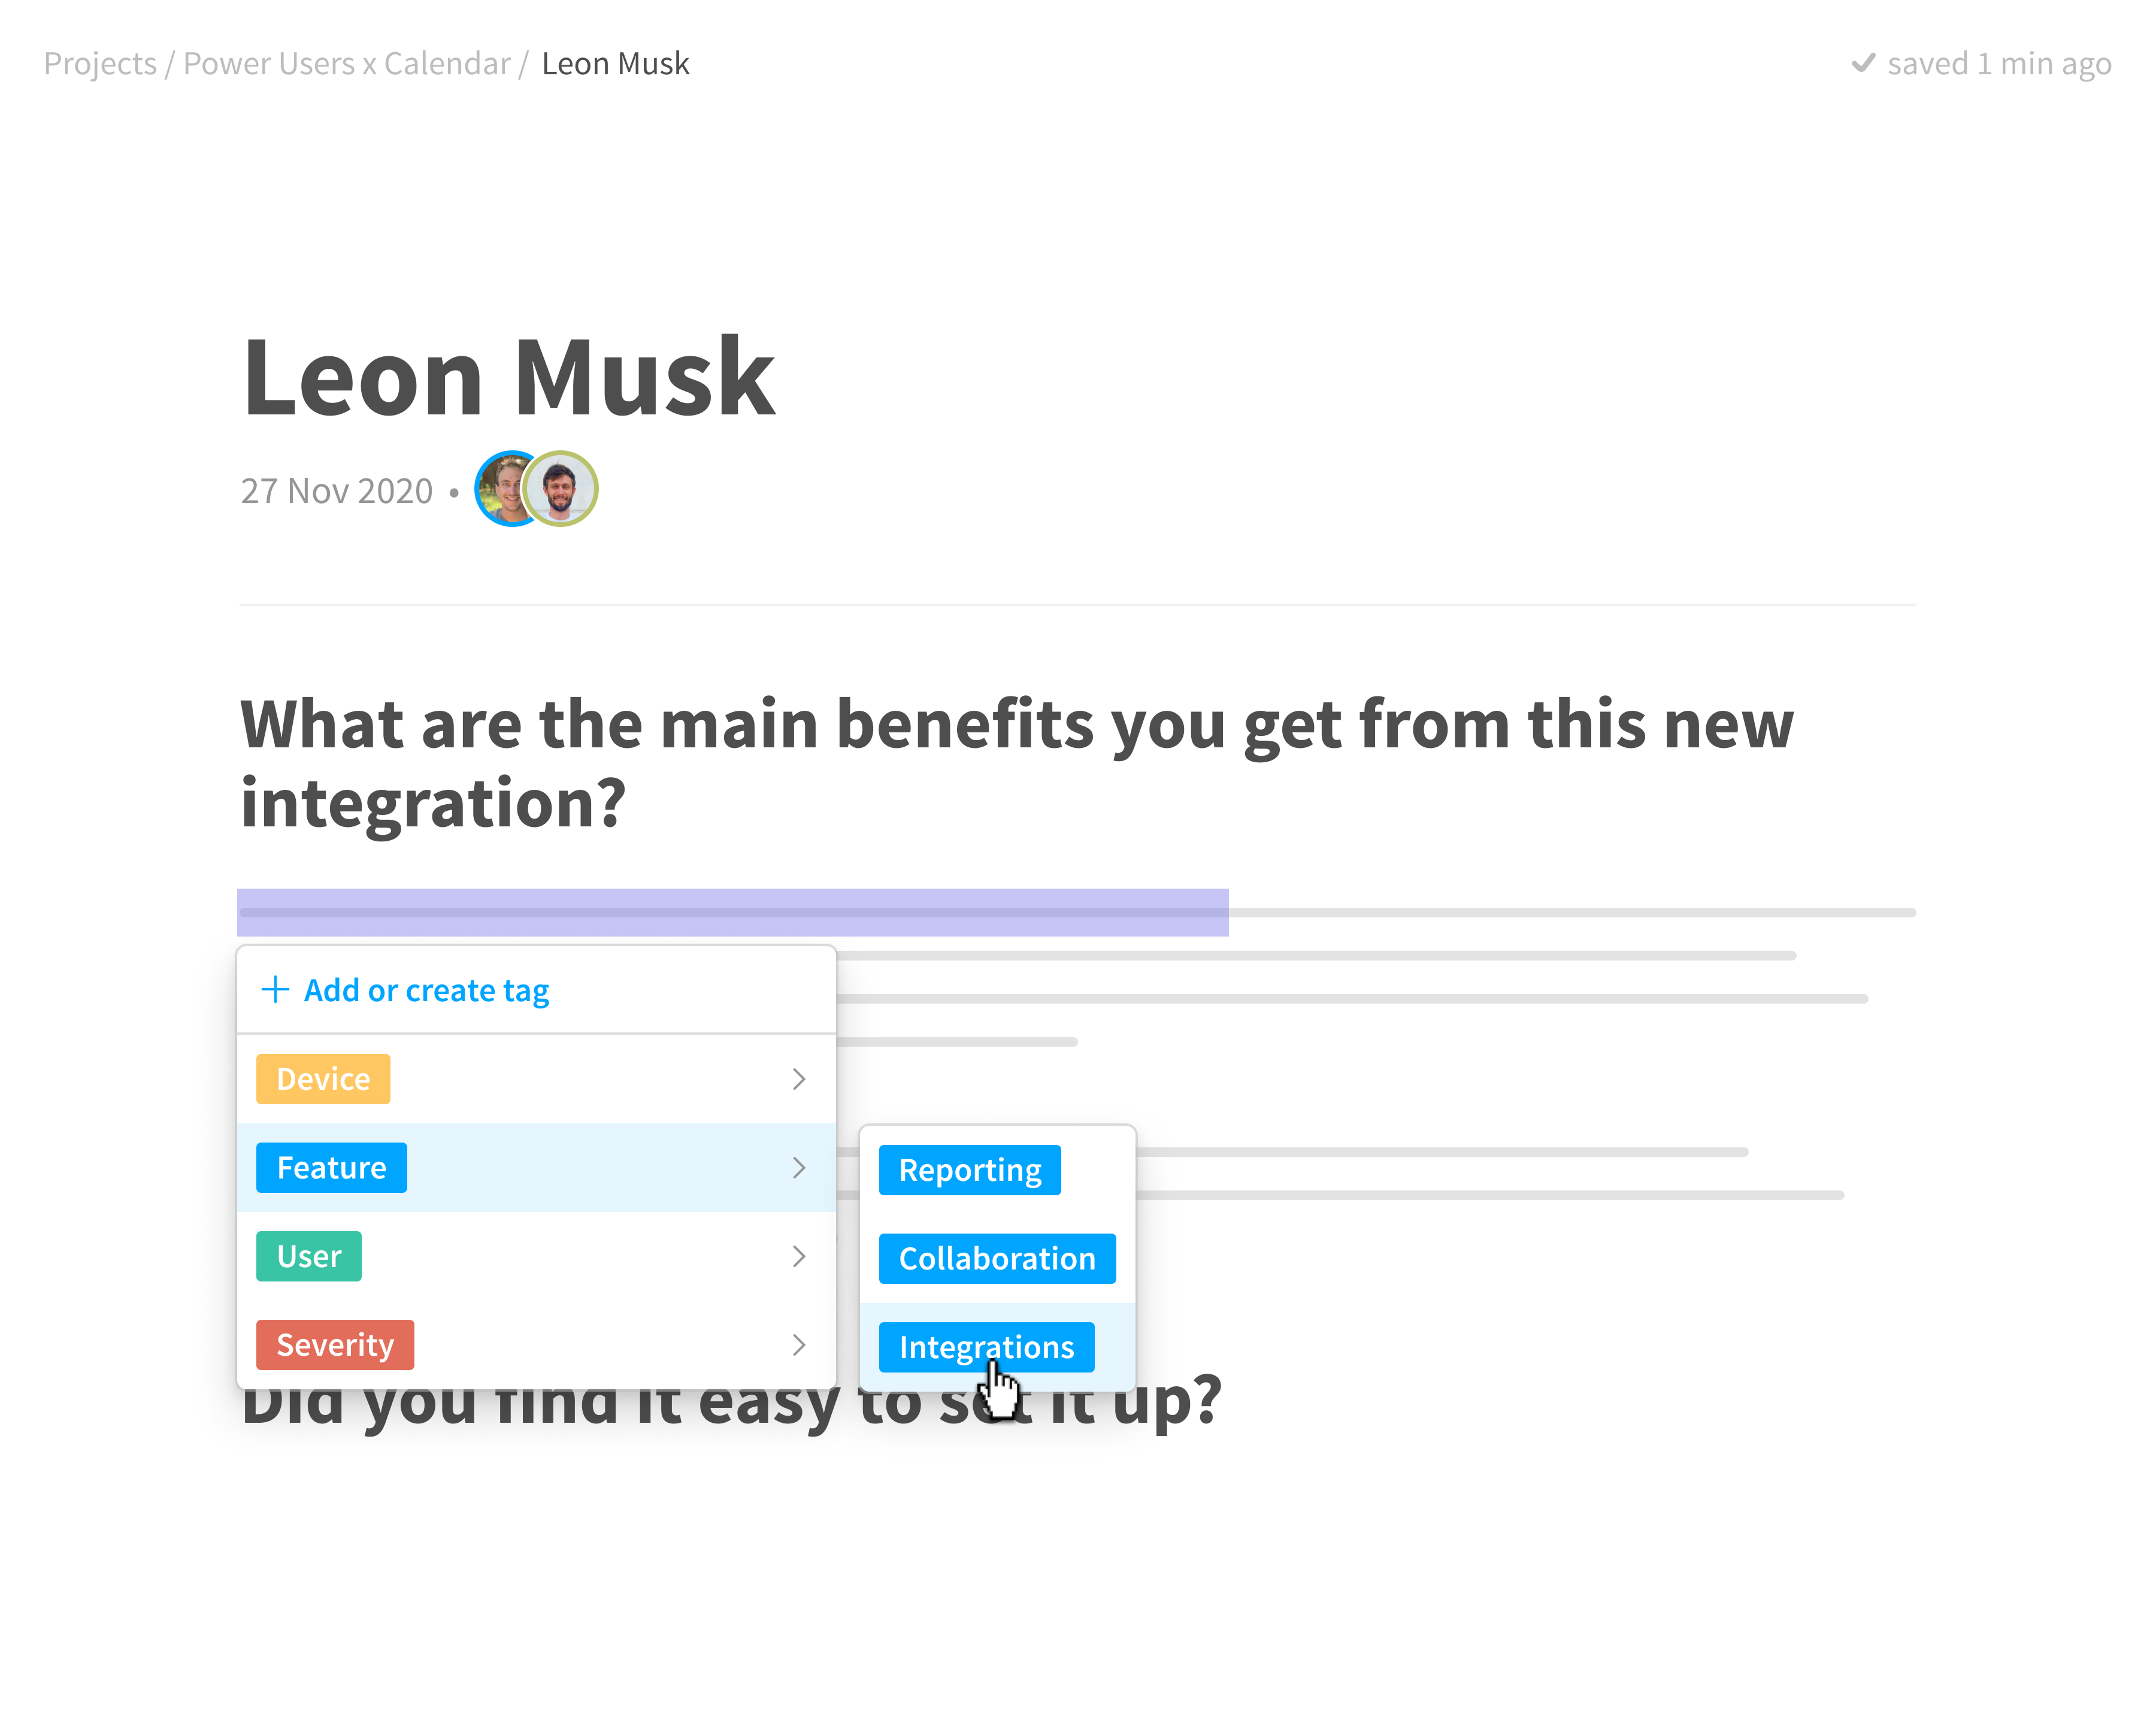 Projects / Power Users x Calendar / Leon Musk
saved 1 min ago
Leon Musk
27 Nov 2020 •
What are the main benefits you get from this new
integration?
Add or create tag
Device
Feature
User
Severity
Reporting
Collaboration
Integrations
Did you find it easy to set it up?